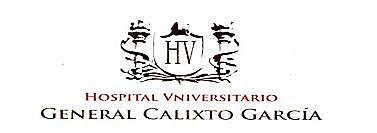 HV
HOSPITAL VNIVERSITARIO
GENERAL CALIXTO GARCÍA